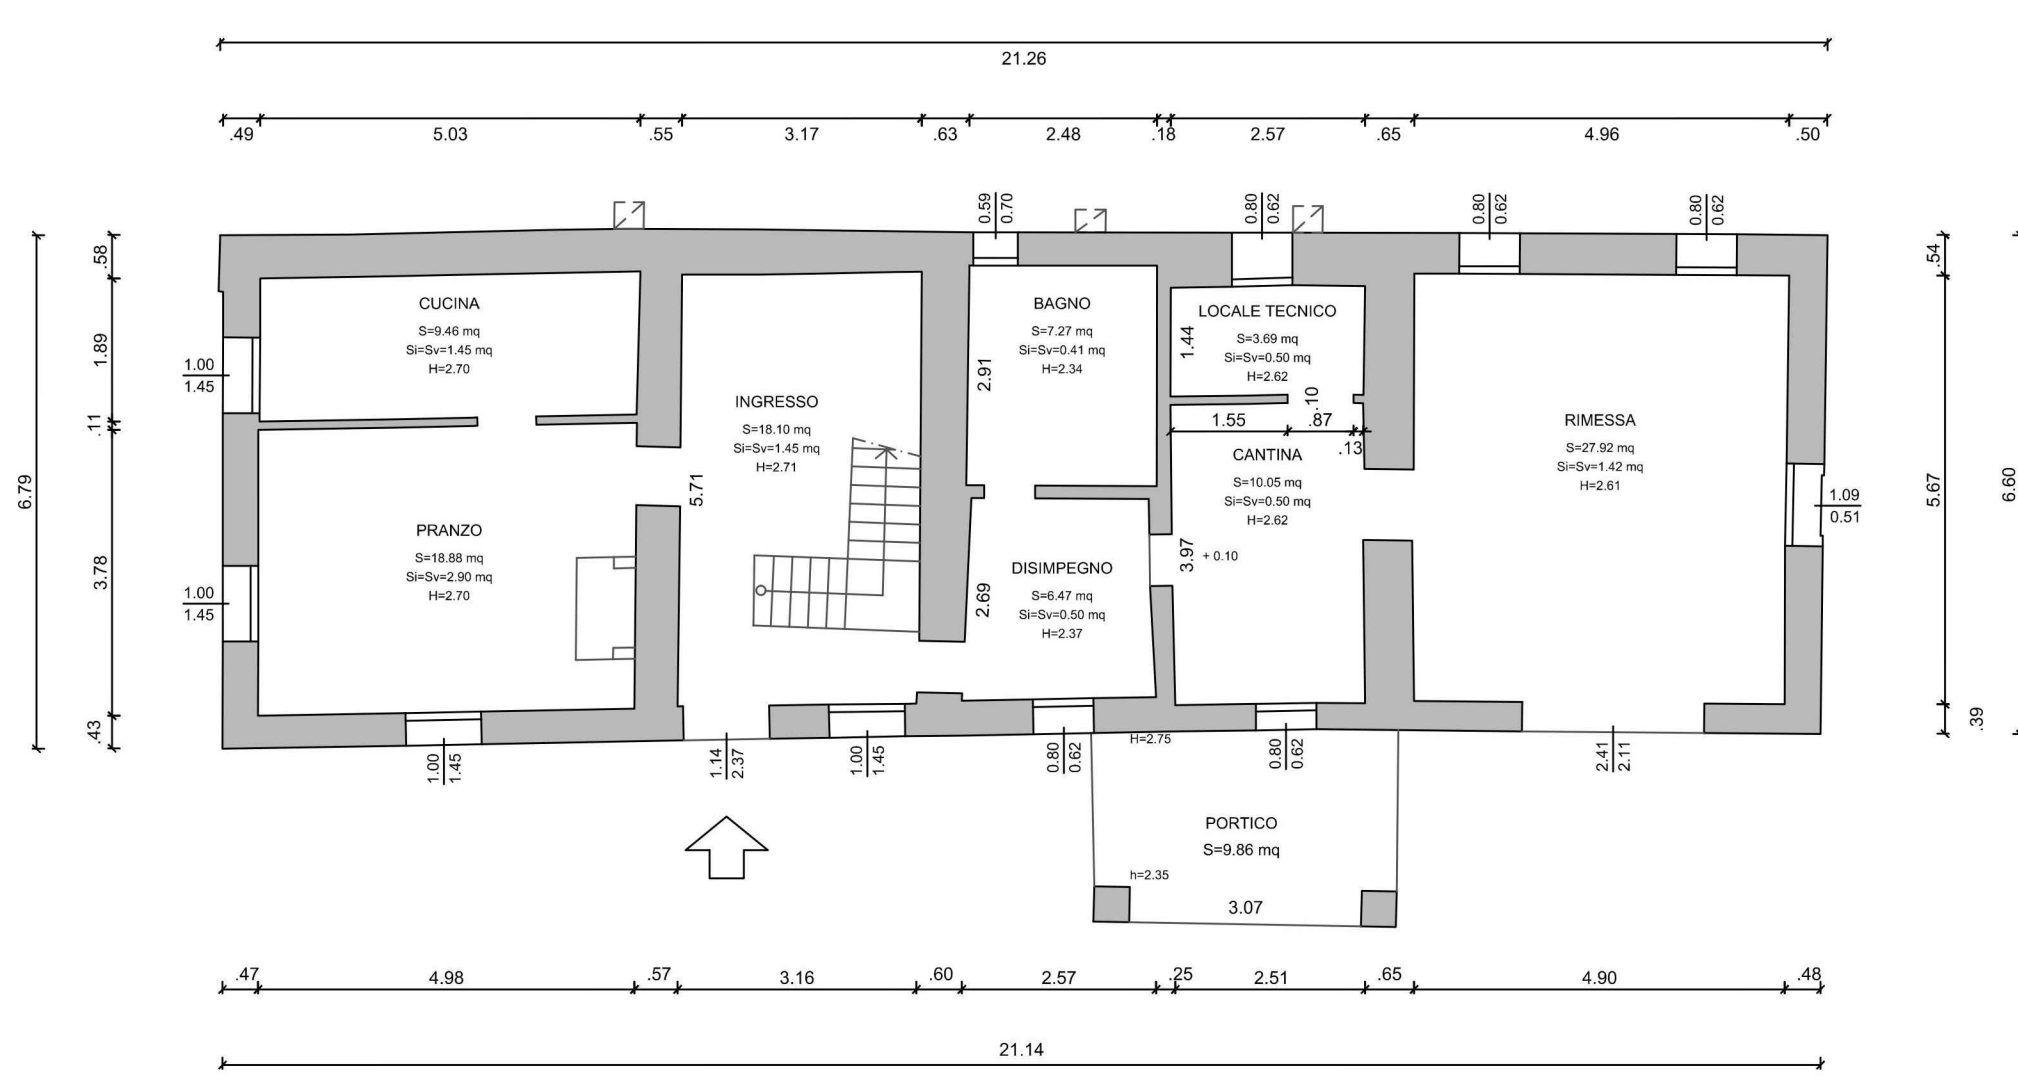 21.26
.49 5.03 .55 3.17 .63 2.48 .18 2.57 .65 4.96 .50
0.59 0.70
0.80 0.62
0.80 0.62
0.80 0.62
6.79
.58
1.89
.11
3.78
.43
1.00
1.45
1.00
1.45
CUCINA
S=9.46 mq
Si=Sv=1.45 mq
H=2.70
PRANZO
S=18.88 mq
Si=Sv=2.90 mq
H=2.70
INGRESSO
S=18.10 mq
Si=Sv=1.45 mq
H=2.71
5.71
BAGNO
S=7.27 mq
Si=Sv=0.41 mq
H=2.34
2.91
DISIMPEGNO
S=6.47 mq
Si=Sv=0.50 mq
H=2.37
2.69
LOCALE TECNICO
S=3.69 mq
Si=Sv=0.50 mq
H=2.62
1.44
.10
1.55 .87
.13
CANTINA
S=10.05 mq
Si=Sv=0.50 mq
H=2.62
3.97
+ 0.10
RIMESSA
S=27.92 mq
Si=Sv=1.42 mq
H=2.61
1.09
0.51
.54
5.67
.39
6.60
1.00 1.45
1.14 2.37
1.00 1.45
0.80 0.62
H=2.75
0.80 0.62
2.41 2.11
PORTICO
S=9.86 mq
h=2.35
3.07
.47 4.98 .57 3.16 .60 2.57 .25 2.51 .65 4.90 .48
21.14